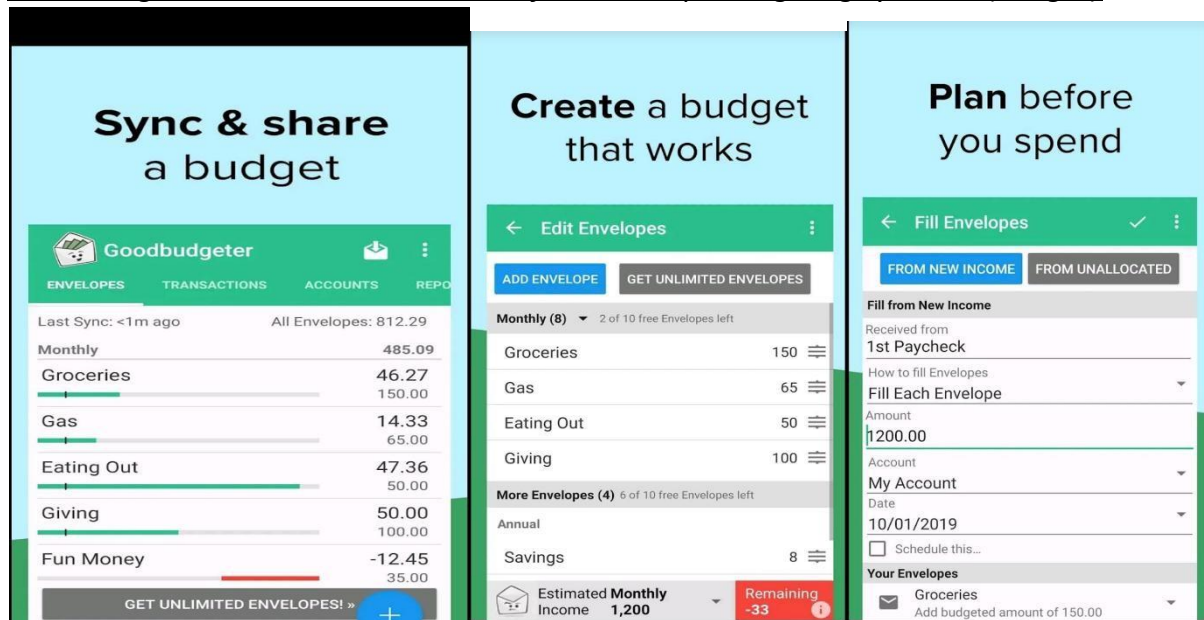 Sync & share
a budget
Goodbudgeter
ENVELOPES TRANSACTIONS ACCOUNTS REPO
Last Sync: <1m ago All Envelopes: 812.29
Monthly 485.09
Groceries 46.27
150.00
Gas 14.33
65.00
Eating Out 47.36
50.00
Giving 50.00
100.00
Fun Money -12.45
35.00
GET UNLIMITED ENVELOPES! »
+
Create a budget
that works
← Edit Envelopes
ADD ENVELOPE GET UNLIMITED ENVELOPES
Monthly (8) 2 of 10 free Envelopes left
Groceries 150
Gas 65
Eating Out 50
Giving 100
More Envelopes (4) 6 of 10 free Envelopes left
Annual
Savings 8
Estimated Monthly Remaining
Income 1,200 -33
Plan before
you spend
← Fill Envelopes
FROM NEW INCOME FROM UNALLOCATED
Fill from New Income
Received from
1st Paycheck
How to fill Envelopes
Fill Each Envelope
Amount
1200.00
Account
My Account
Date
10/01/2019
Schedule this...
Your Envelopes
Groceries
Add budgeted amount of 150.00